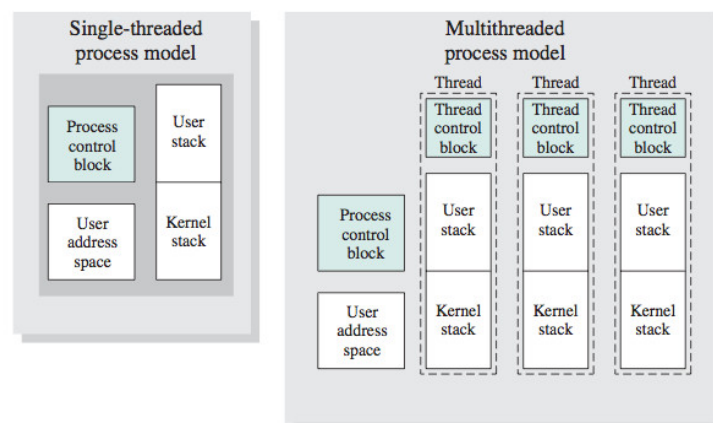 Single-threaded
process model
Process
control
block
User
stack
User
address
space
Kernel
stack
Multithreaded
process model
Thread
Thread
Thread
Thread
control
block
Thread
control
block
Thread
control
block
Process
control
block
User
stack
User
stack
User
stack
User
address
space
Kernel
stack
Kernel
stack
Kernel
stack